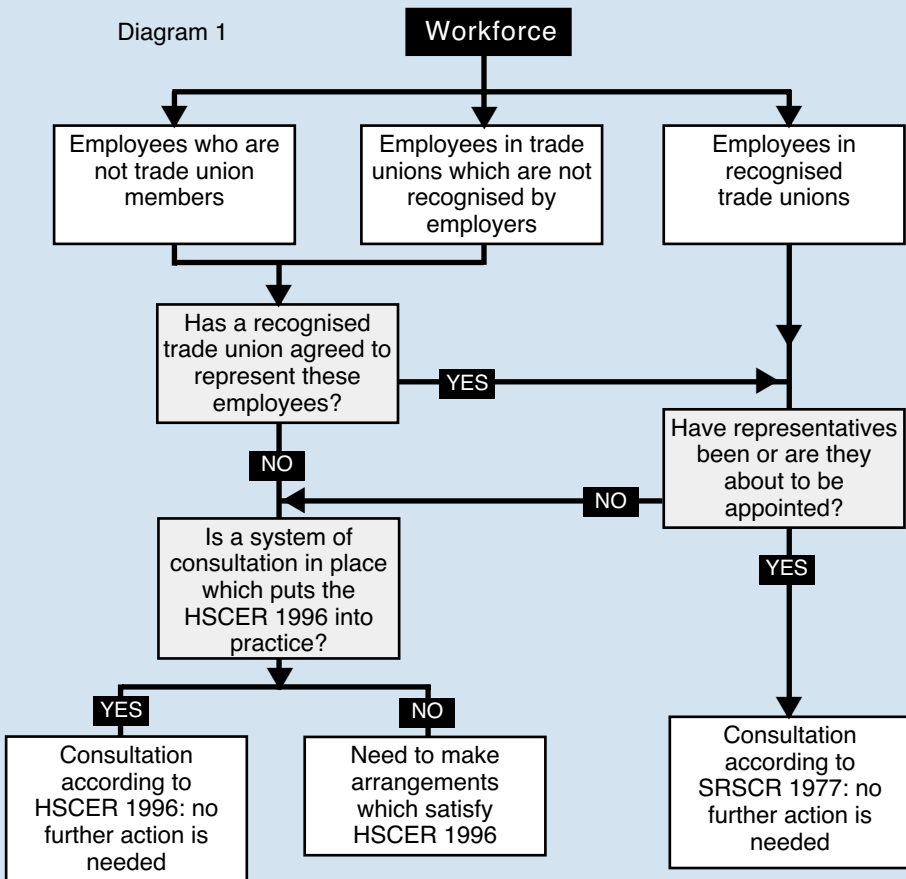 Diagram 1
Workforce
Employees who are
not trade union
members
Employees in trade
unions which are not
recognised by
employers
Employees in
recognised
trade unions
Has a recognised
trade union agreed to
represent these
employees?
YES
NO
Have representatives
been or are they
about to be
appointed?
NO
YES
Is a system of
consultation in place
which puts the
HSCER 1996 into
practice?
YES
NO
Consultation
according to
HSCER 1996: no
further action is
needed
Need to make
arrangements
which satisfy
HSCER 1996
Consultation
according to
SRSCR 1977: no
further action is
needed